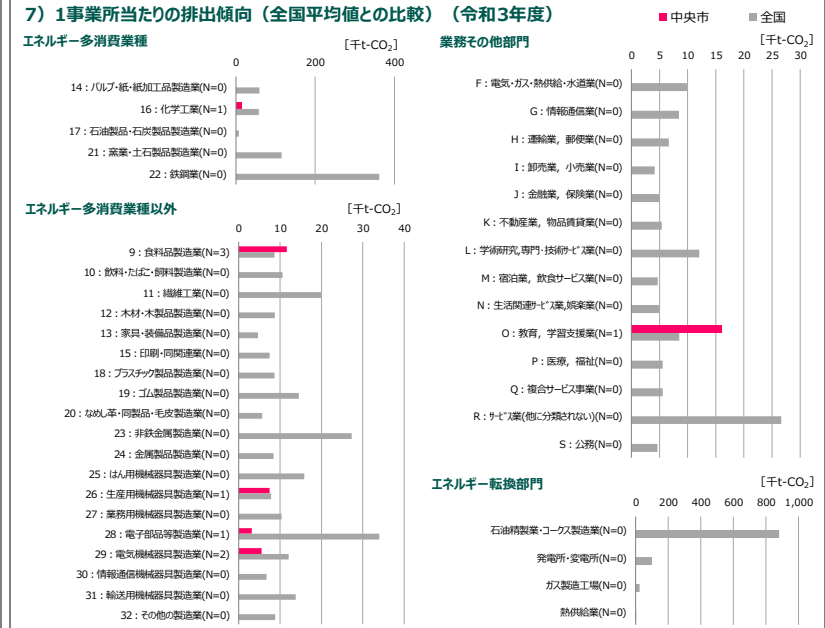 7）1事業所当たりの排出傾向（全国平均値との比較）（令和3年度）
■中央市 ■全国
エネルギー多消費業種
[千t-CO₂]
0 200 400
14：パルプ・紙・紙加工品製造業(N=0)
16：化学工業(N=1)
17：石油製品・石炭製品製造業(N=0)
21：窯業・土石製品製造業(N=0)
22：鉄鋼業(N=0)
エネルギー多消費業種以外
[千t-CO₂]
0 10 20 30 40
9：食料品製造業(N=3)
10：飲料・たばこ・飼料製造業(N=0)
11：繊維工業(N=0)
12：木材・木製品製造業(N=0)
13：家具・装備品製造業(N=0)
15：印刷・同関連業(N=0)
18：プラスチック製品製造業(N=0)
19：ゴム製品製造業(N=0)
20：なめし革・同製品・毛皮製造業(N=0)
23：非鉄金属製造業(N=0)
24：金属製品製造業(N=0)
25：はん用機械器具製造業(N=0)
26：生産用機械器具製造業(N=1)
27：業務用機械器具製造業(N=0)
28：電子部品等製造業(N=1)
29：電気機械器具製造業(N=2)
30：情報通信機械器具製造業(N=0)
31：輸送用機械器具製造業(N=0)
32：その他の製造業(N=0)
業務その他部門
[千t-CO₂]
0 5 10 15 20 25 30
F：電気・ガス・熱供給・水道業(N=0)
G：情報通信業(N=0)
H：運輸業，郵便業(N=0)
I：卸売業，小売業(N=0)
J：金融業，保険業(N=0)
K：不動産業，物品賃貸業(N=0)
L：学術研究,専門・技術ｻｰﾋﾞｽ業(N=0)
M：宿泊業，飲食サービス業(N=0)
N：生活関連ｻｰﾋﾞｽ業,娯楽業(N=0)
O：教育，学習支援業(N=1)
P：医療，福祉(N=0)
Q：複合サービス事業(N=0)
R：ｻｰﾋﾞｽ業(他に分類されない)(N=0)
S：公務(N=0)
エネルギー転換部門
[千t-CO₂]
0 200 400 600 800 1,000
石油精製業・コークス製造業(N=0)
発電所・変電所(N=0)
ガス製造工場(N=0)
熱供給業(N=0)